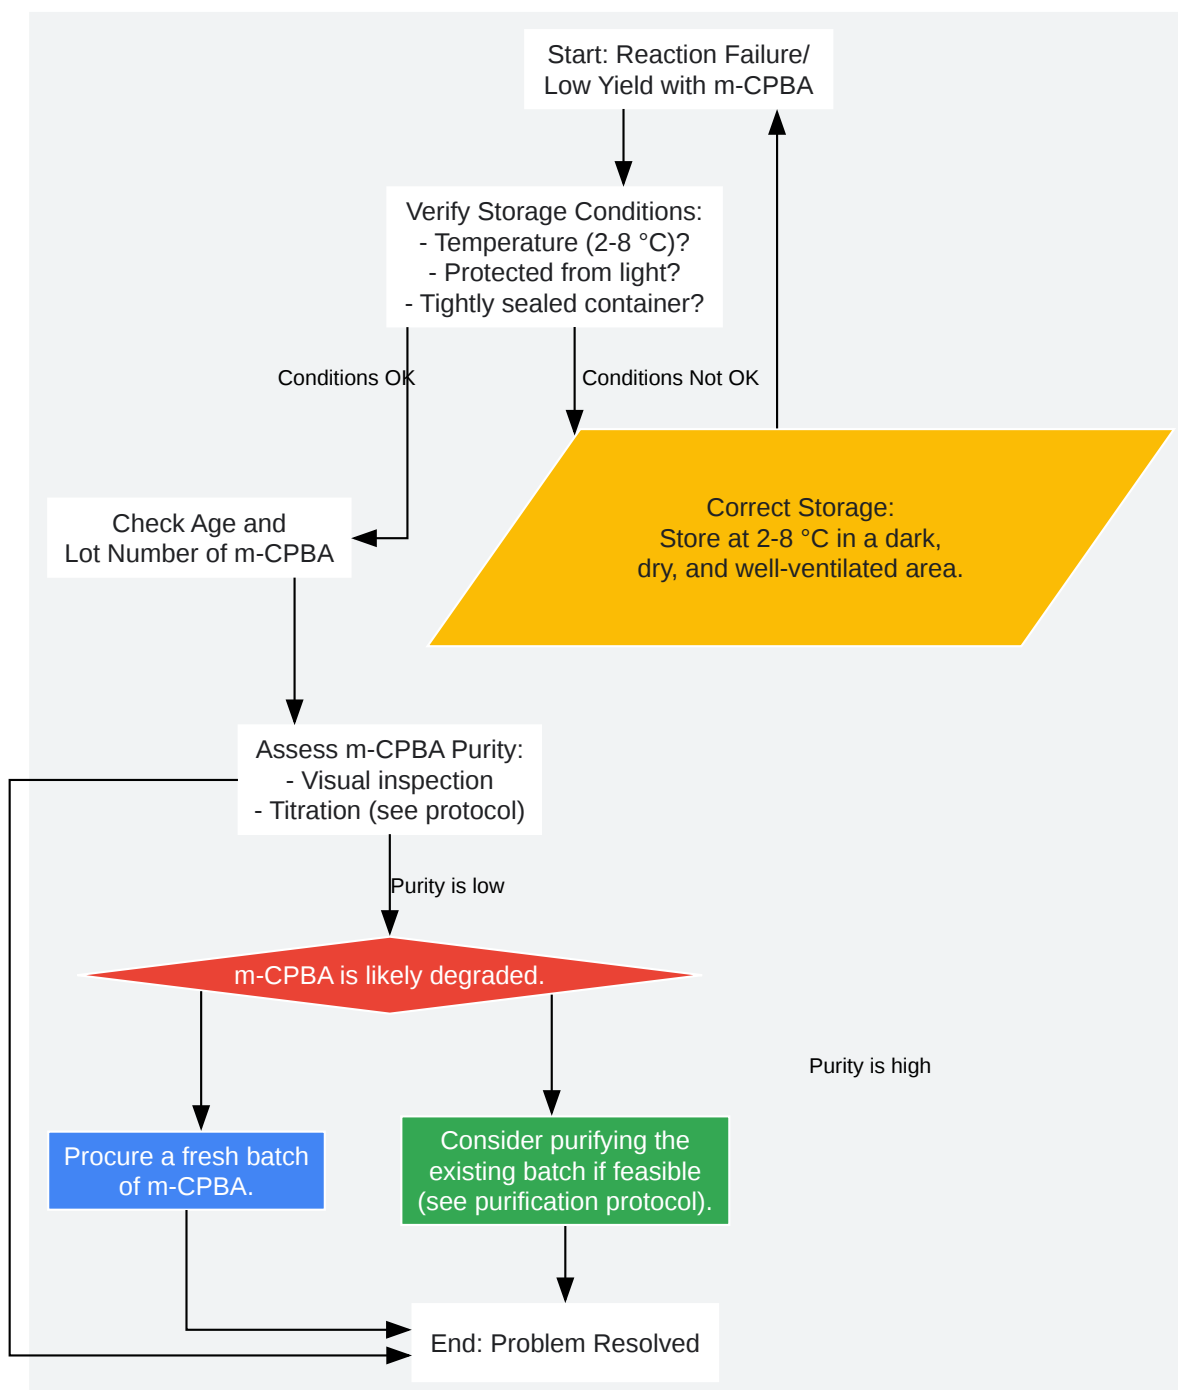 Start: Reaction Failure/
Low Yield with m-CPBA
Verify Storage Conditions:
- Temperature (2-8 °C)?
- Protected from light?
- Tightly sealed container?
Conditions OK
Conditions Not OK
Correct Storage:
Store at 2-8 °C in a dark,
dry, and well-ventilated area.
Check Age and
Lot Number of m-CPBA
Assess m-CPBA Purity:
- Visual inspection
- Titration (see protocol)
Purity is low
m-CPBA is likely degraded.
Purity is high
Procure a fresh batch
of m-CPBA.
Consider purifying the
existing batch if feasible
(see purification protocol).
End: Problem Resolved